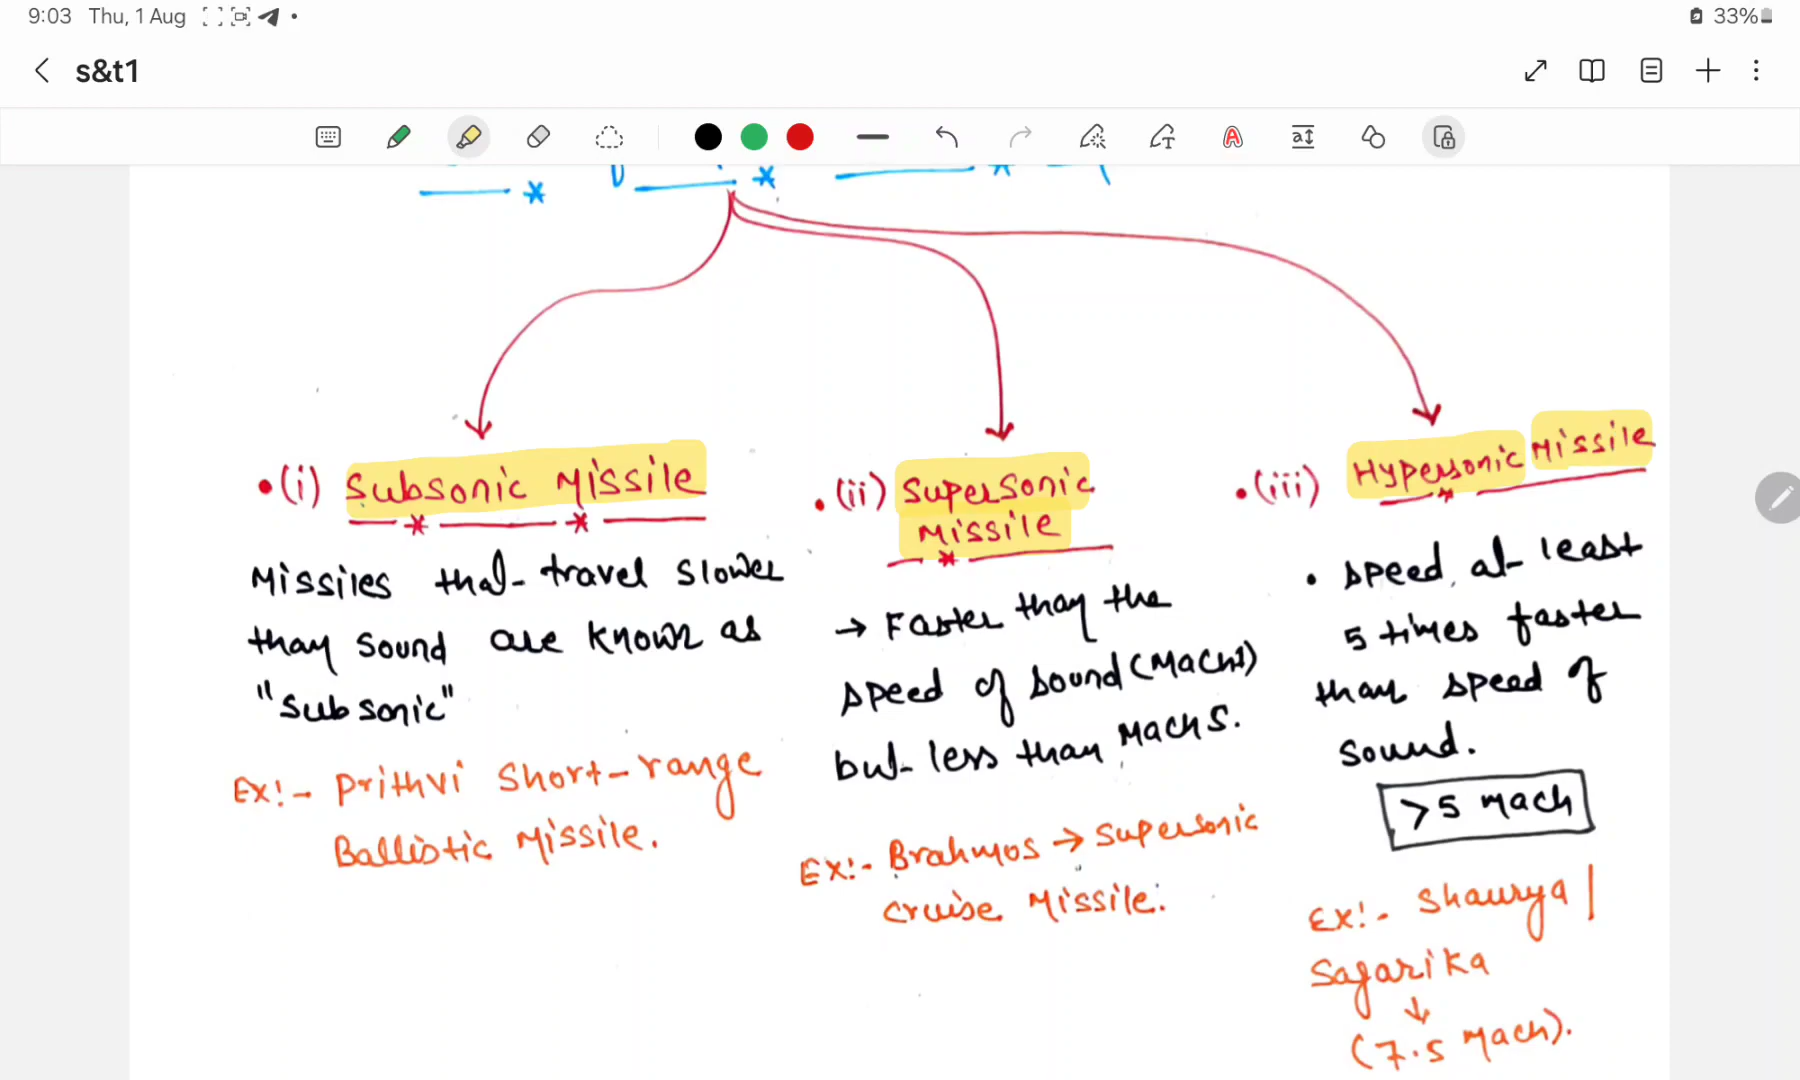 9:03 Thu, 1 Aug
33%
s&t1
•(i) Subsonic Missile
Missiles that travel slower
than sound are known as
"Subsonic"
Ex!- Prithvi Short-range
Ballistic Missile.
•(ii) Supersonic
Missile
→ Faster than the
speed of sound (Mach1)
but less than Mach 5.
Ex!- Brahmos → Supersonic
cruise Missile.
•(iii) Hypersonic Missile
• speed at least
5 times faster
than speed of
sound.
>5 mach
Ex!- Shaurya |
Sagarika
↓
(7.5 Mach).